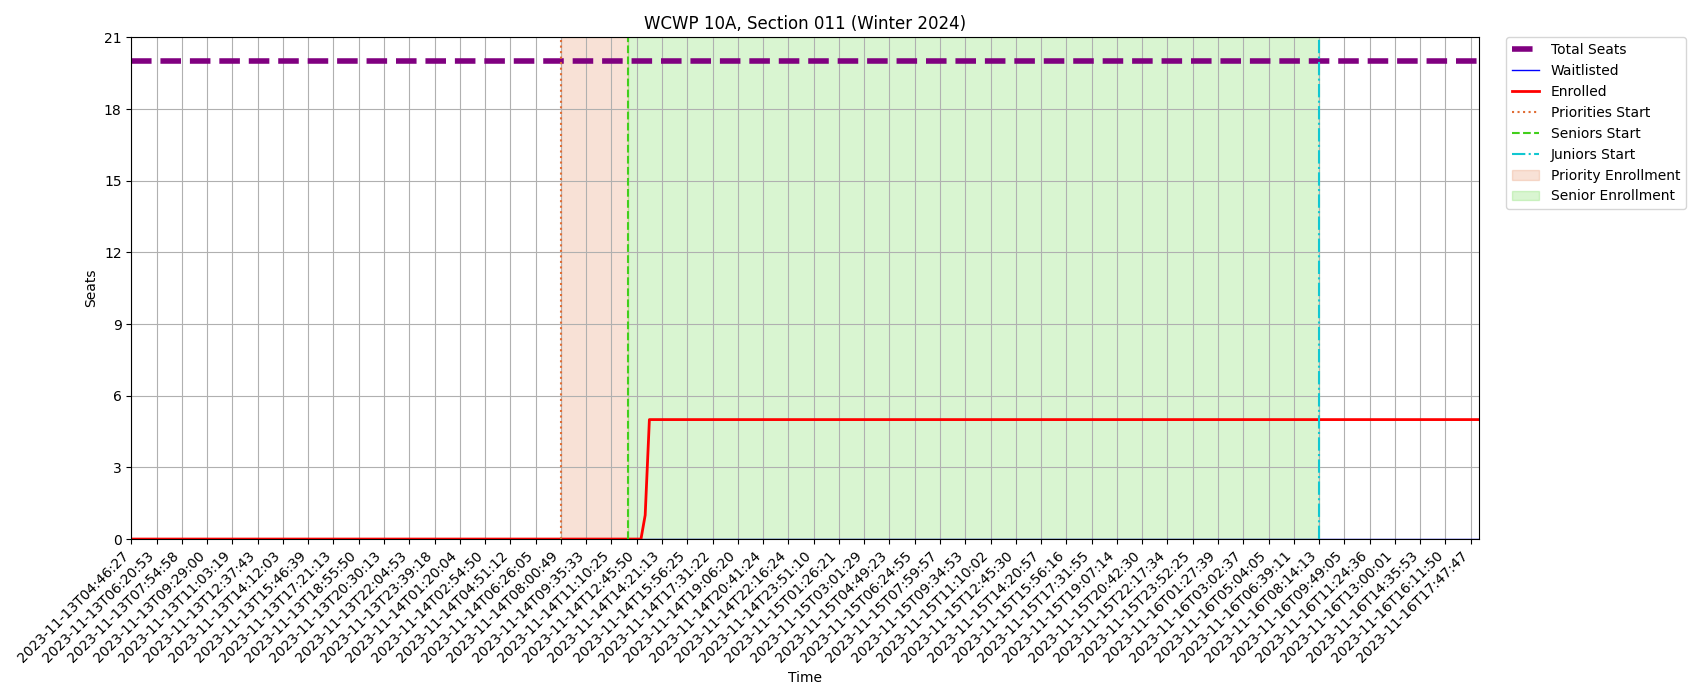 WCWP 10A, Section 011 (Winter 2024)
21
18
15
12
9
6
3
0
Seats
2023-11-13T04:46:27
2023-11-13T06:20:53
2023-11-13T07:54:58
2023-11-13T09:29:00
2023-11-13T11:03:19
2023-11-13T12:37:43
2023-11-13T14:12:03
2023-11-13T15:46:39
2023-11-13T17:21:13
2023-11-13T18:55:50
2023-11-13T20:30:13
2023-11-13T22:04:53
2023-11-13T23:39:18
2023-11-14T01:20:04
2023-11-14T02:54:50
2023-11-14T04:51:12
2023-11-14T06:26:05
2023-11-14T08:00:49
2023-11-14T09:35:33
2023-11-14T11:10:25
2023-11-14T12:45:50
2023-11-14T14:21:13
2023-11-14T15:56:25
2023-11-14T17:31:22
2023-11-14T19:06:20
2023-11-14T20:41:24
2023-11-14T22:16:24
2023-11-14T23:51:10
2023-11-15T01:26:21
2023-11-15T03:01:29
2023-11-15T04:49:23
2023-11-15T06:24:55
2023-11-15T07:59:57
2023-11-15T09:34:53
2023-11-15T11:10:02
2023-11-15T12:45:30
2023-11-15T14:20:57
2023-11-15T15:56:16
2023-11-15T17:31:55
2023-11-15T19:07:14
2023-11-15T20:42:30
2023-11-15T22:17:34
2023-11-15T23:52:25
2023-11-16T01:27:39
2023-11-16T03:02:37
2023-11-16T05:04:05
2023-11-16T06:39:11
2023-11-16T08:14:13
2023-11-16T09:49:05
2023-11-16T11:24:36
2023-11-16T13:00:01
2023-11-16T14:35:53
2023-11-16T16:11:50
2023-11-16T17:47:47
Time
Total Seats
Waitlisted
Enrolled
Priorities Start
Seniors Start
Juniors Start
Priority Enrollment
Senior Enrollment